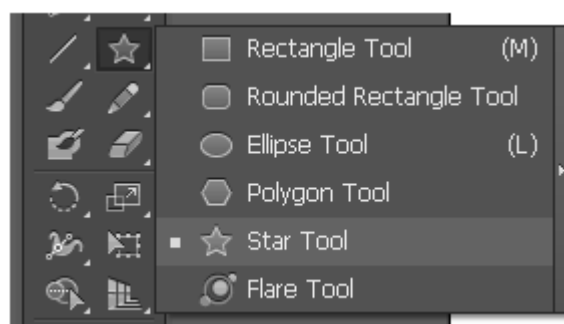 Rectangle Tool (M)
Rounded Rectangle Tool
Ellipse Tool (L)
Polygon Tool
Star Tool
Flare Tool